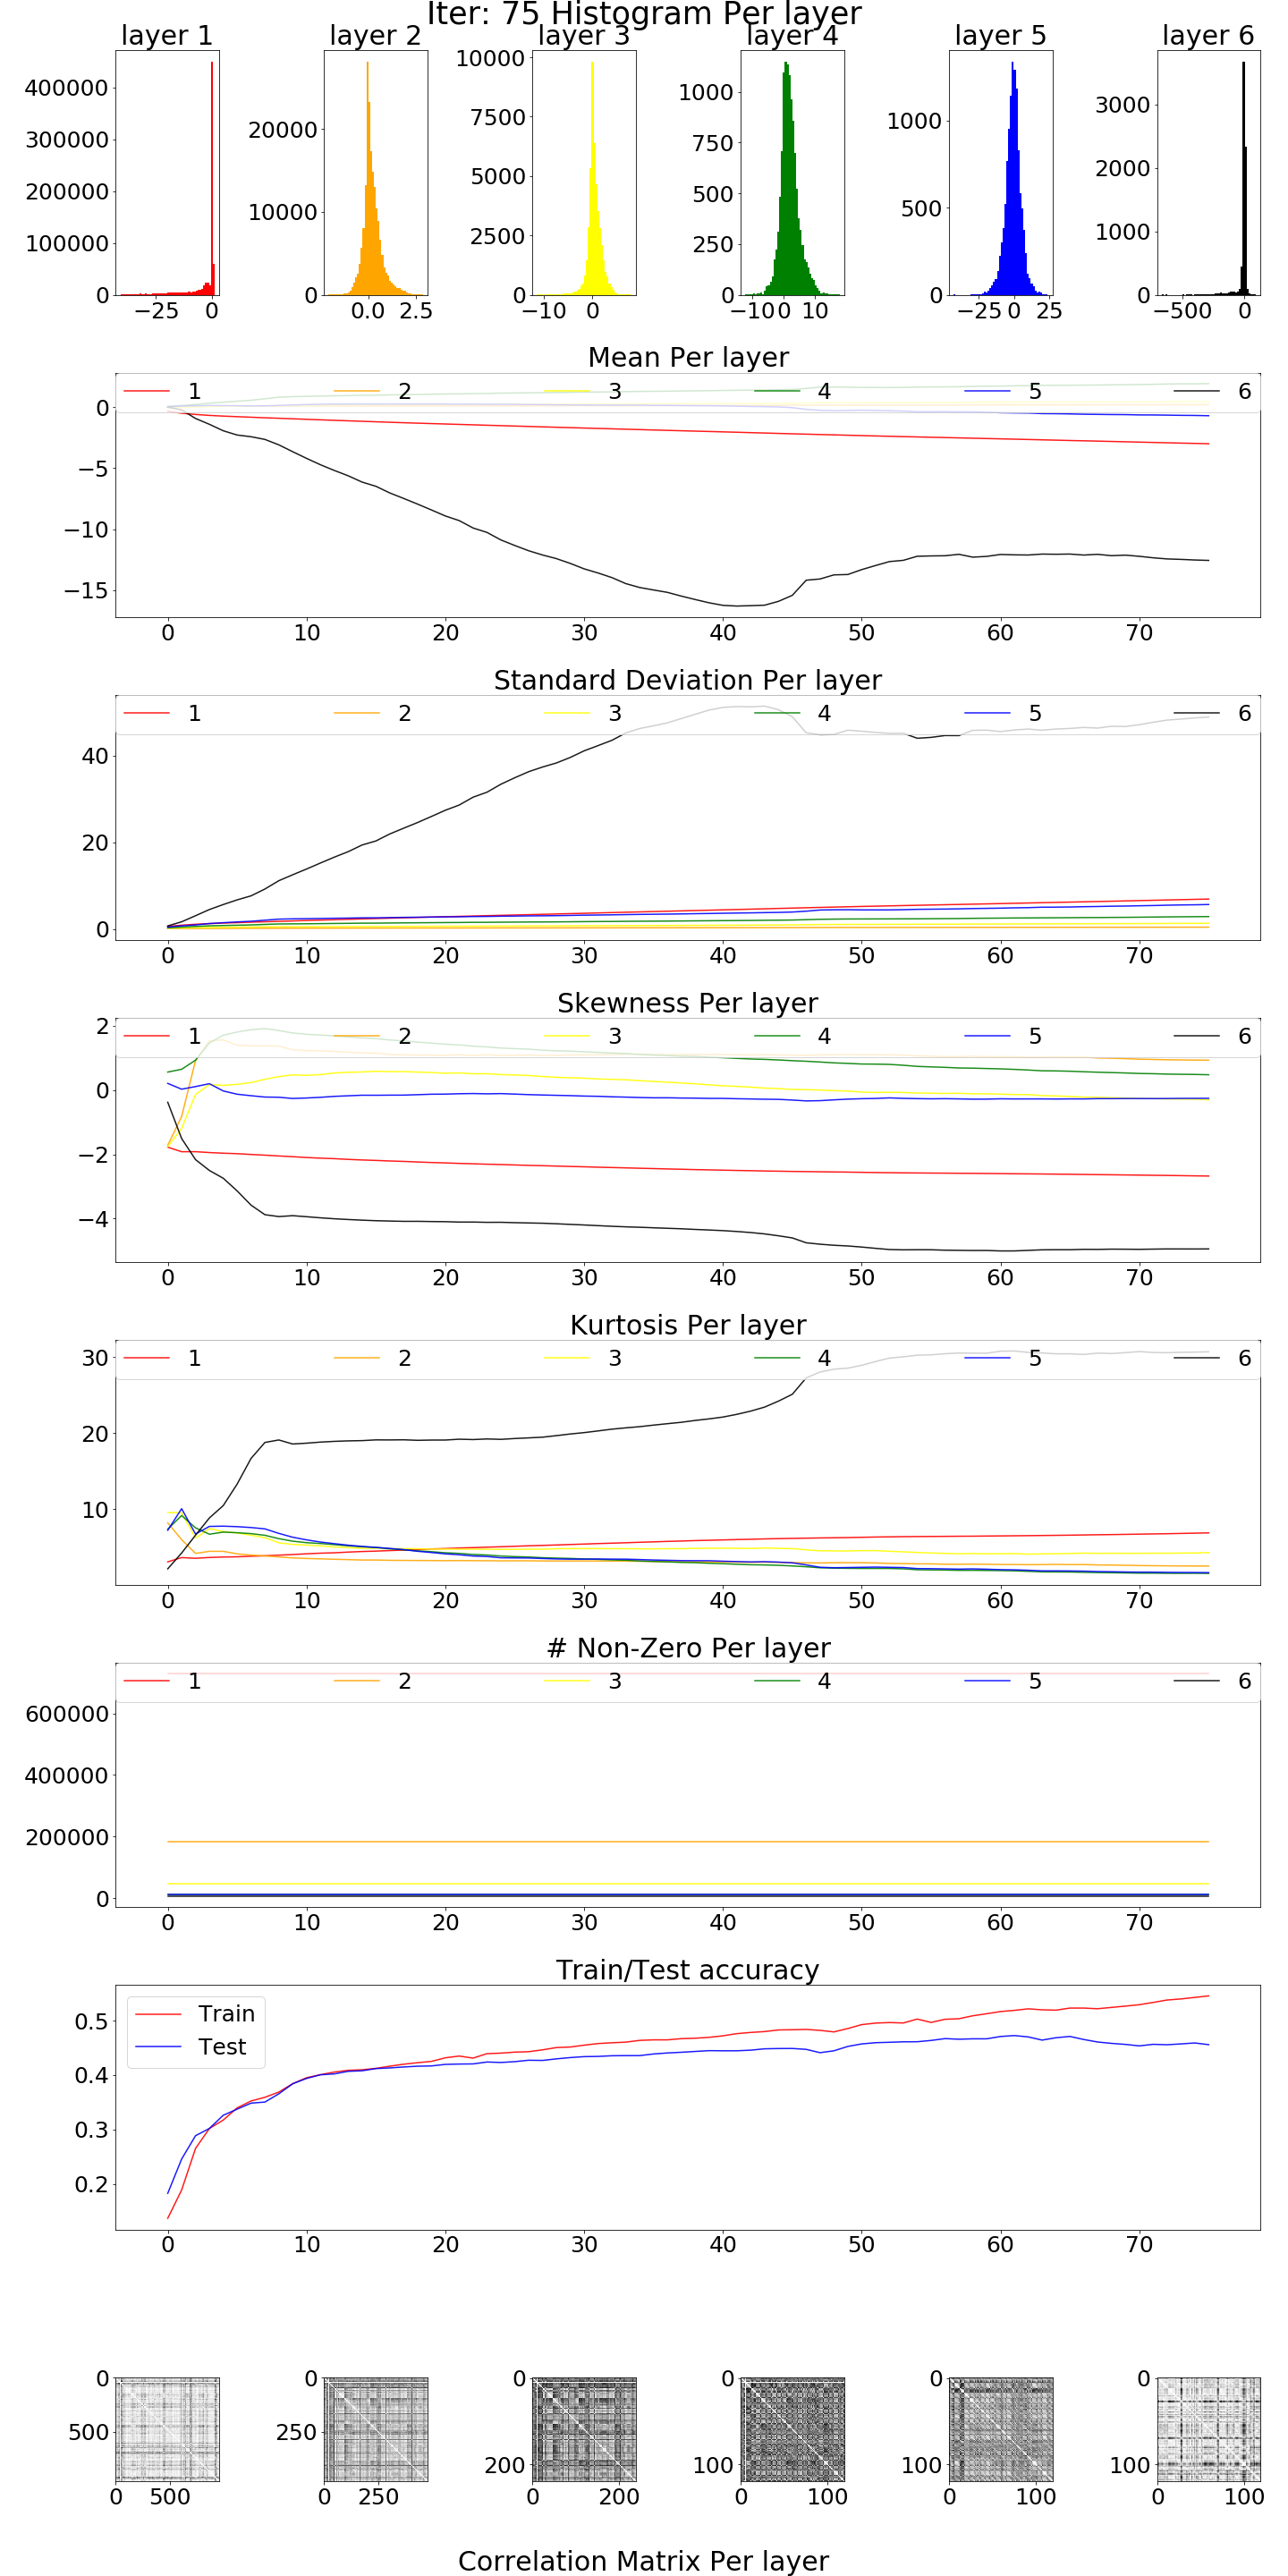 Iter: 75 Histogram Per layer
layer 1 layer 2 layer 3 layer 4 layer 5 layer 6
400000
300000
200000
100000
0
−25 0
20000
10000
0
0.0 2.5
10000
7500
5000
2500
0
−10 0
1000
750
500
250
0
−10 0 10
1000
500
0
−25 0 25
3000
2000
1000
0
−500 0
Mean Per layer
1 2 3 4 5 6
0
−5
−10
−15
0 10 20 30 40 50 60 70
Standard Deviation Per layer
1 2 3 4 5 6
40
20
0
0 10 20 30 40 50 60 70
Skewness Per layer
1 2 3 4 5 6
2
0
−2
−4
0 10 20 30 40 50 60 70
Kurtosis Per layer
1 2 3 4 5 6
30
20
10
0 10 20 30 40 50 60 70
# Non-Zero Per layer
1 2 3 4 5 6
600000
400000
200000
0
0 10 20 30 40 50 60 70
Train/Test accuracy
Train
Test
0.5
0.4
0.3
0.2
0 10 20 30 40 50 60 70
0
500
0 500
0
250
0 250
0
200
0 200
0
100
0 100
0
100
0 100
0
100
0 100
Correlation Matrix Per layer